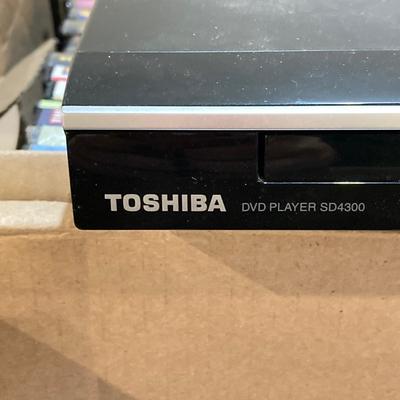 TOSHIBA DVD PLAYER SD4300